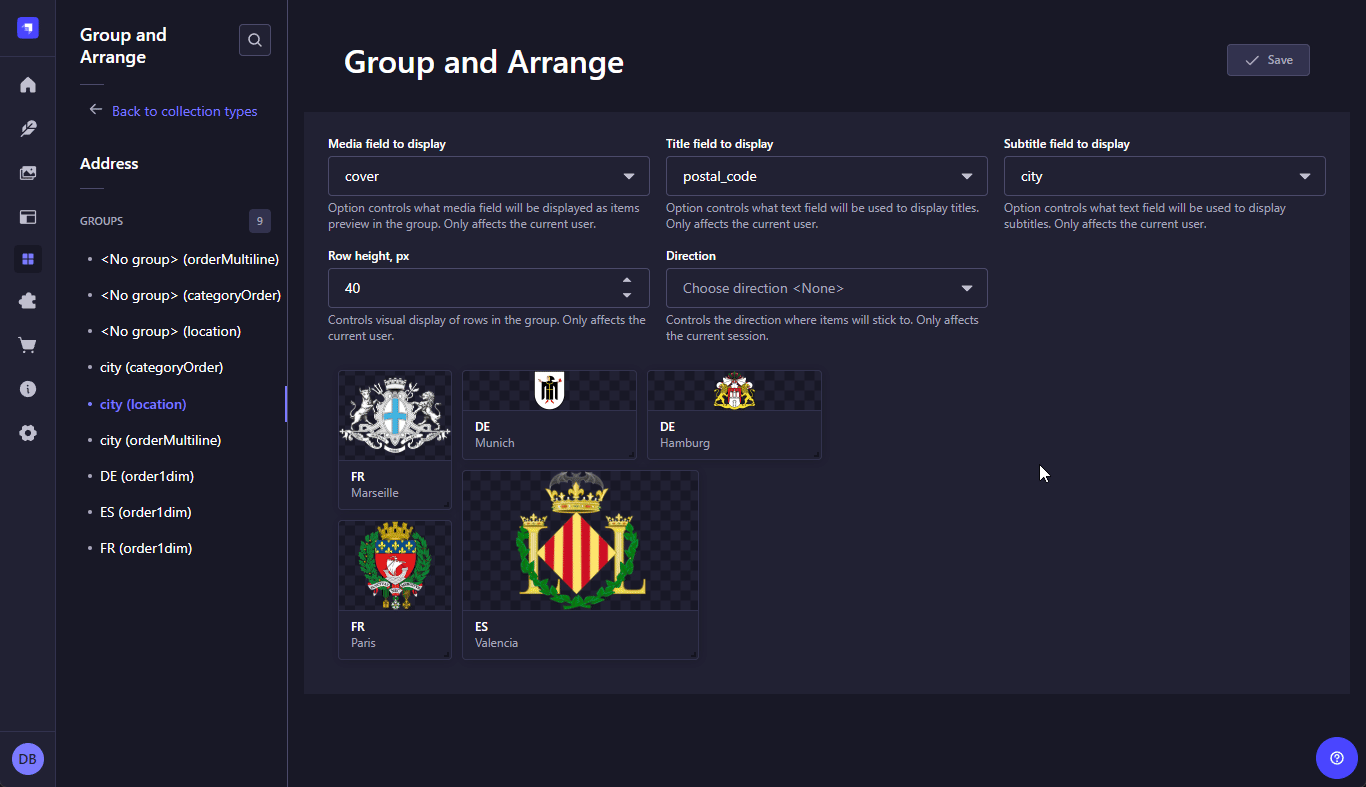 Group and
Arrange
Back to collection types
Address
GROUPS
9
<No group> (orderMultiline)
<No group> (categoryOrder)
<No group> (location)
city (categoryOrder)
city (location)
city (orderMultiline)
DE (order1dim)
ES (order1dim)
FR (order1dim)
DB
Group and Arrange
Save
Media field to display
cover
Option controls what media field will be displayed as items
preview in the group. Only affects the current user.
Title field to display
postal_code
Option controls what text field will be used to display titles.
Only affects the current user.
Subtitle field to display
city
Option controls what text field will be used to display
subtitles. Only affects the current user.
Row height, px
40
Controls visual display of rows in the group. Only affects the
current user.
Direction
Choose direction <None>
Controls the direction where items will stick to. Only affects
the current session.
FR
Marseille
DE
Munich
DE
Hamburg
FR
Paris
ES
Valencia